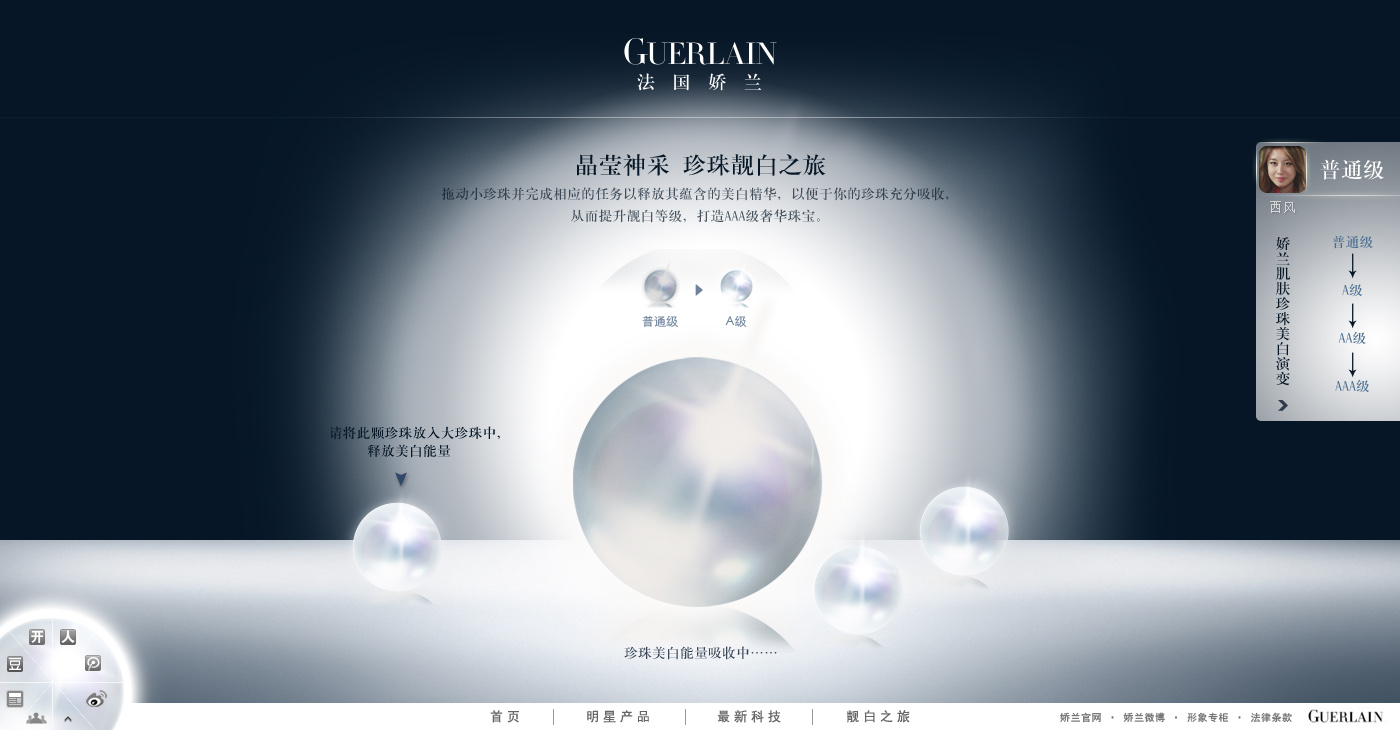 GUERLAIN
法国娇兰
晶莹神采 珍珠靓白之旅
拖动小珍珠并完成相应的任务以释放其蕴含的美白精华，以便于你的珍珠充分吸收，
从而提升靓白等级，打造AAA级奢华珠宝。
普通级
A级
普通级
西风
娇兰肌肤珍珠美白演变
普通级
A级
AA级
AAA级
请将此颗珍珠放入大珍珠中，
释放美白能量
珍珠美白能量吸收中……
开
人
豆
首页
明星产品
最新科技
靓白之旅
娇兰官网 • 娇兰微博 • 形象专柜 • 法律条款
GUERLAIN